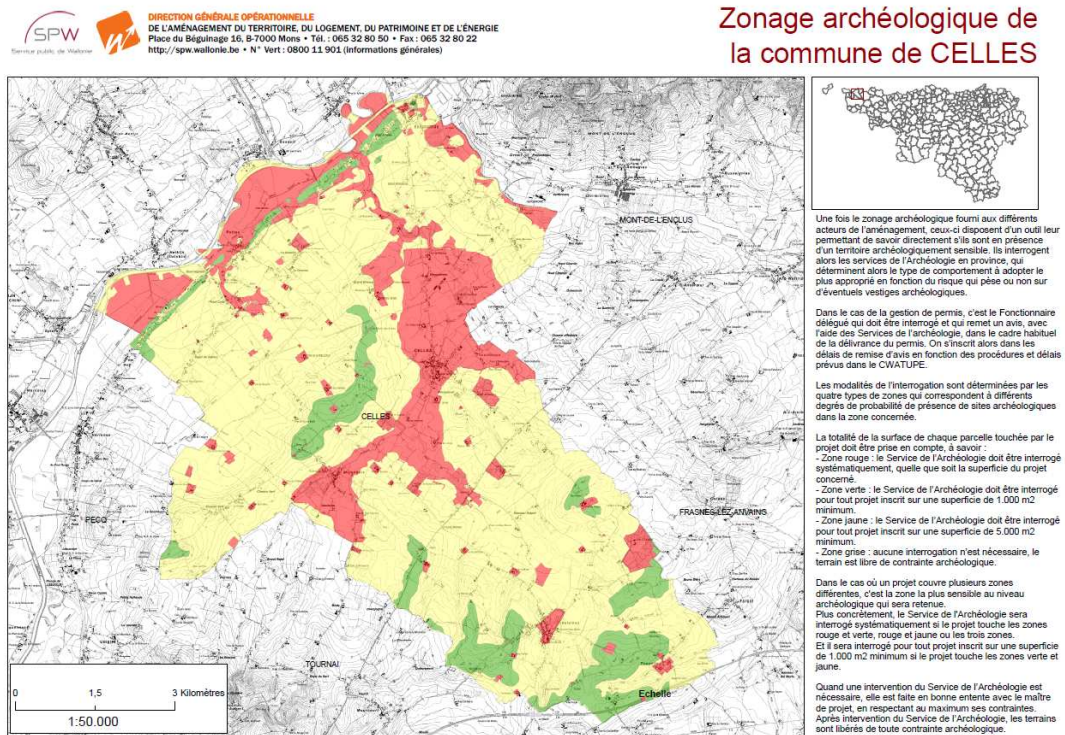 SPW
Service public de Wallonie
DIRECTION GÉNÉRALE OPÉRATIONNELLE
DE L'AMÉNAGEMENT DU TERRITOIRE, DU LOGEMENT, DU PATRIMOINE ET DE L'ÉNERGIE
Place du Béguinage 16, B-7000 Mons • Tél. : 065 32 80 50 • Fax : 065 32 80 22
http://spw.wallonie.be • N° Vert : 0800 11 901 (informations générales)
Zonage archéologique de
la commune de CELLES
MONT-DE-L'ENCLUS
CELLES
CELLES
PECQ
FRASNES-LEZ-ANVAING
TOURNAI
Echelle
0 1,5 3 Kilomètres
1:50.000
Une fois le zonage archéologique fourni aux différents
acteurs de l'aménagement, ceux-ci disposent d'un outil leur
permettant de savoir directement s'ils sont en présence
d'un territoire archéologiquement sensible. Ils interrogent
alors les services de l'Archéologie en province, qui
déterminent alors le type de comportement à adopter le
plus approprié en fonction du risque qui pèse ou non sur
d'éventuels vestiges archéologiques.
Dans le cas de la gestion de permis, c'est le Fonctionnaire
délégué qui doit être interrogé et qui remet un avis, avec
l'aide des Services de l'archéologie, dans le cadre habituel
de la délivrance du permis. On s'inscrit alors dans les
délais de remise d'avis en fonction des procédures et délais
prévus dans le CWATUPE.
Les modalités de l'interrogation sont déterminées par les
quatre types de zones qui correspondent à différents
degrés de probabilité de présence de sites archéologiques
dans la zone concernée.
La totalité de la surface de chaque parcelle touchée par le
projet doit être prise en compte, à savoir :
- Zone rouge : le Service de l'Archéologie doit être interrogé
systématiquement, quelle que soit la superficie du projet
concerné.
- Zone verte : le Service de l'Archéologie doit être interrogé
pour tout projet inscrit sur une superficie de 1.000 m2
minimum.
- Zone jaune : le Service de l'Archéologie doit être interrogé
pour tout projet inscrit sur une superficie de 5.000 m2
minimum.
- Zone grise : aucune interrogation n'est nécessaire, le
terrain est libre de contrainte archéologique.
Dans le cas où un projet couvre plusieurs zones
différentes, c'est la zone la plus sensible au niveau
archéologique qui sera retenue.
Plus concrètement, le Service de l'Archéologie sera
interrogé systématiquement si le projet touche les zones
rouge et verte, rouge et jaune ou les trois zones.
Et il sera interrogé pour tout projet inscrit sur une superficie
de 1.000 m2 minimum si le projet touche les zones verte et
jaune.
Quand une intervention du Service de l'Archéologie est
nécessaire, elle est faite en bonne entente avec le maître
de projet, en respectant au maximum ses contraintes.
Après intervention du Service de l'Archéologie, les terrains
sont libérés de toute contrainte archéologique.